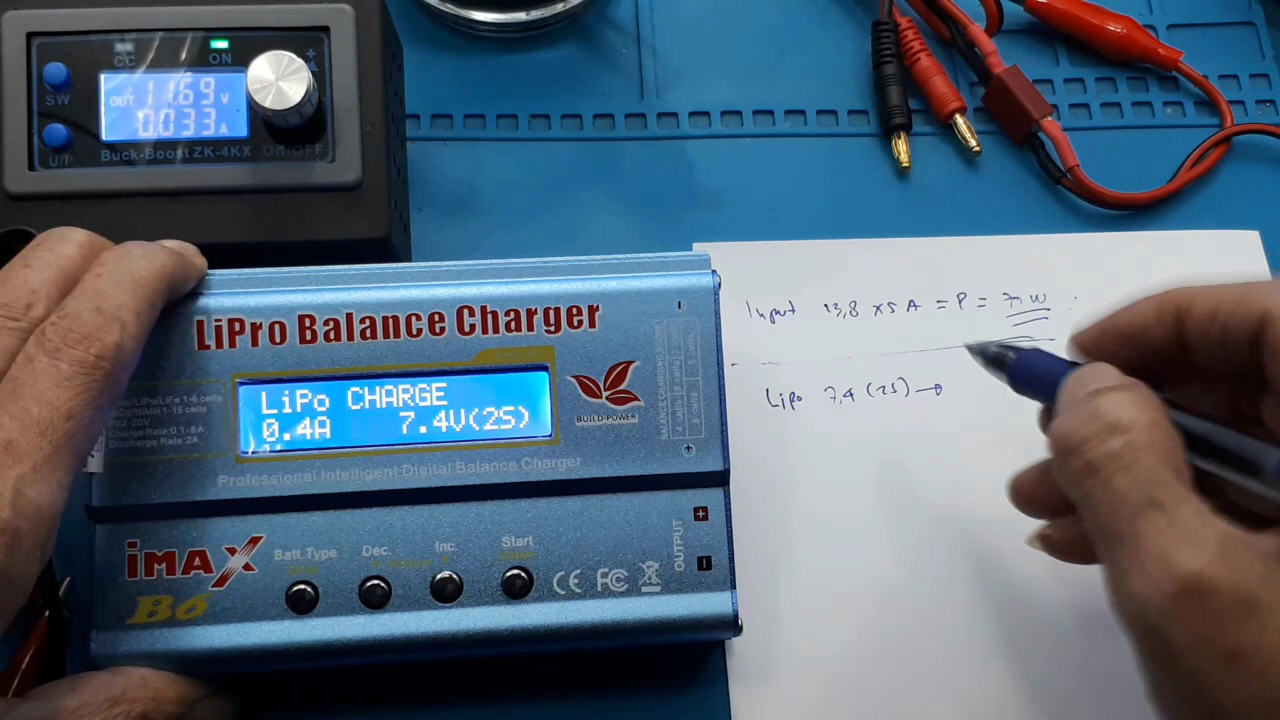 CC
ON
SW
OUT 11.69 V
0.033 A
U/I
Buck-Boost ZK-4KX
ON/OFF
LiPro Balance Charger
LiPo CHARGE
0.4A 7.4V(2S)
BUILD-POWER
Professional Intelligent Digital Balance Charger
iMAX
B6
Batt.Type
Dec.
Inc.
Start
CE FC
OUTPUT
+
-
Input 13,8 x 5 A = P = 70 W
Lipo 7,4 (2S) →